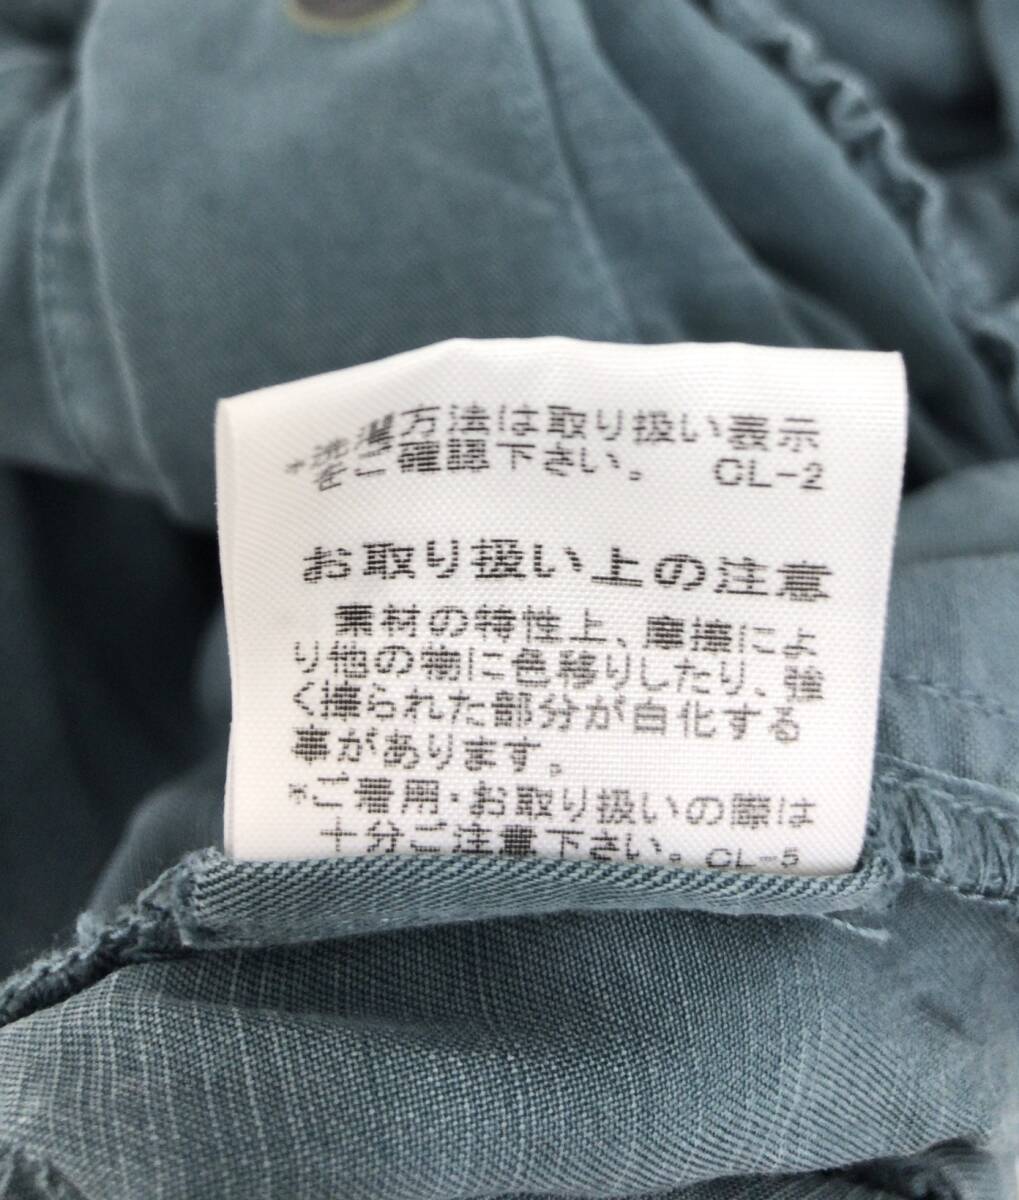 *洗濯方法は取り扱い表示
をご確認下さい。 CL-2
お取り扱い上の注意
素材の特性上、摩擦によ
り他の物に色移りしたり、強
く擦られた部分が白化する
事があります。
*ご着用・お取り扱いの際は
十分ご注意下さい。CL-5